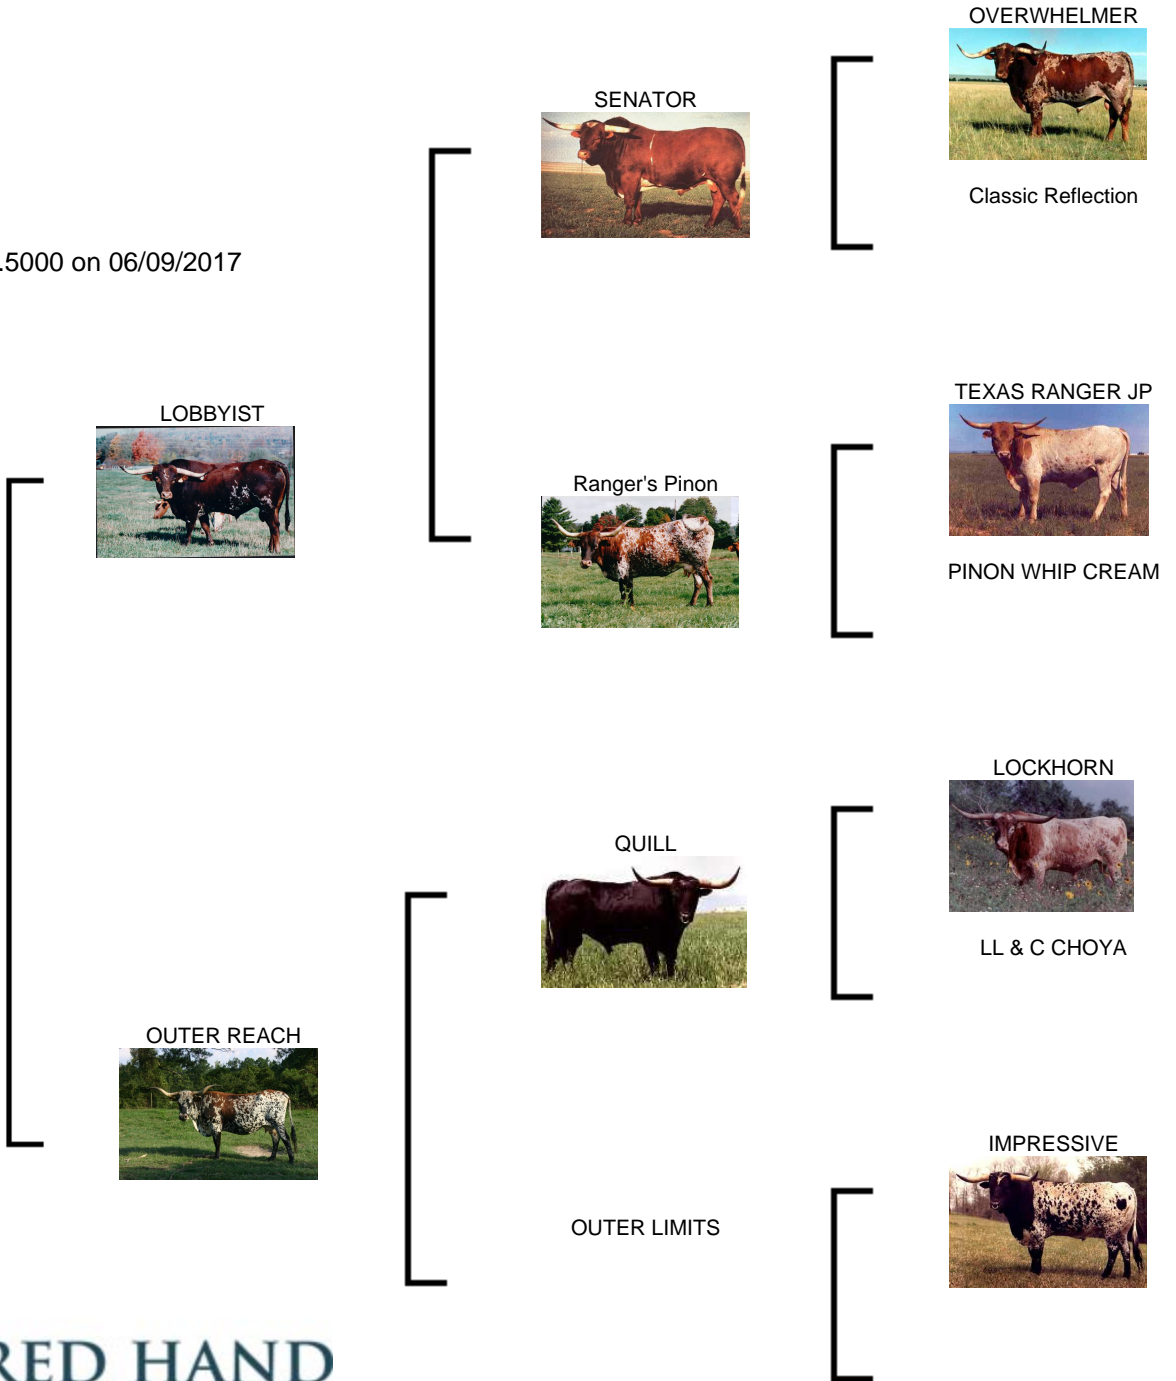 OVERWHELMER
SENATOR
Classic Reflection
.5000 on 06/09/2017
TEXAS RANGER JP
LOBBYIST
Ranger's Pinon
PINON WHIP CREAM
LOCKHORN
QUILL
LL & C CHOYA
OUTER REACH
IMPRESSIVE
OUTER LIMITS
RED HAND